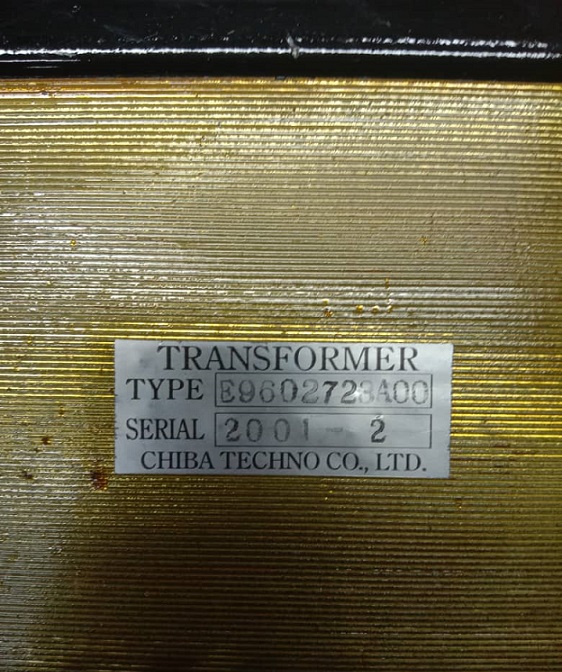 TRANSFORMER
TYPE E9602723A00
SERIAL 2001 - 2
CHIBA TECHNO CO., LTD.